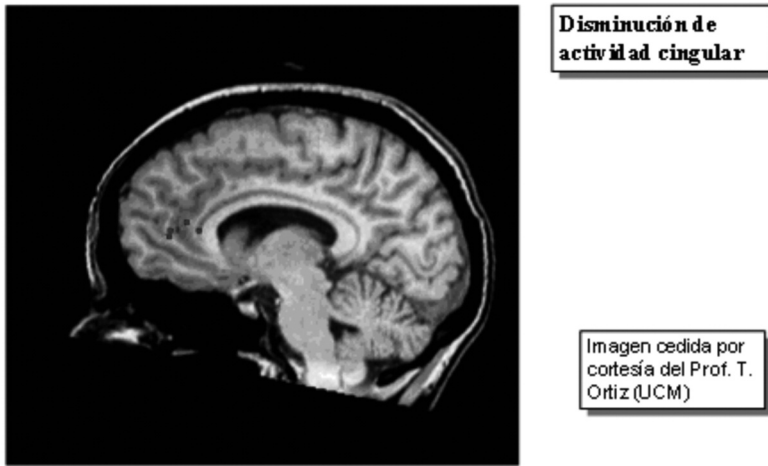 Disminución de
actividad cingular
Imagen cedida por
cortesía del Prof. T.
Ortiz (UCM)